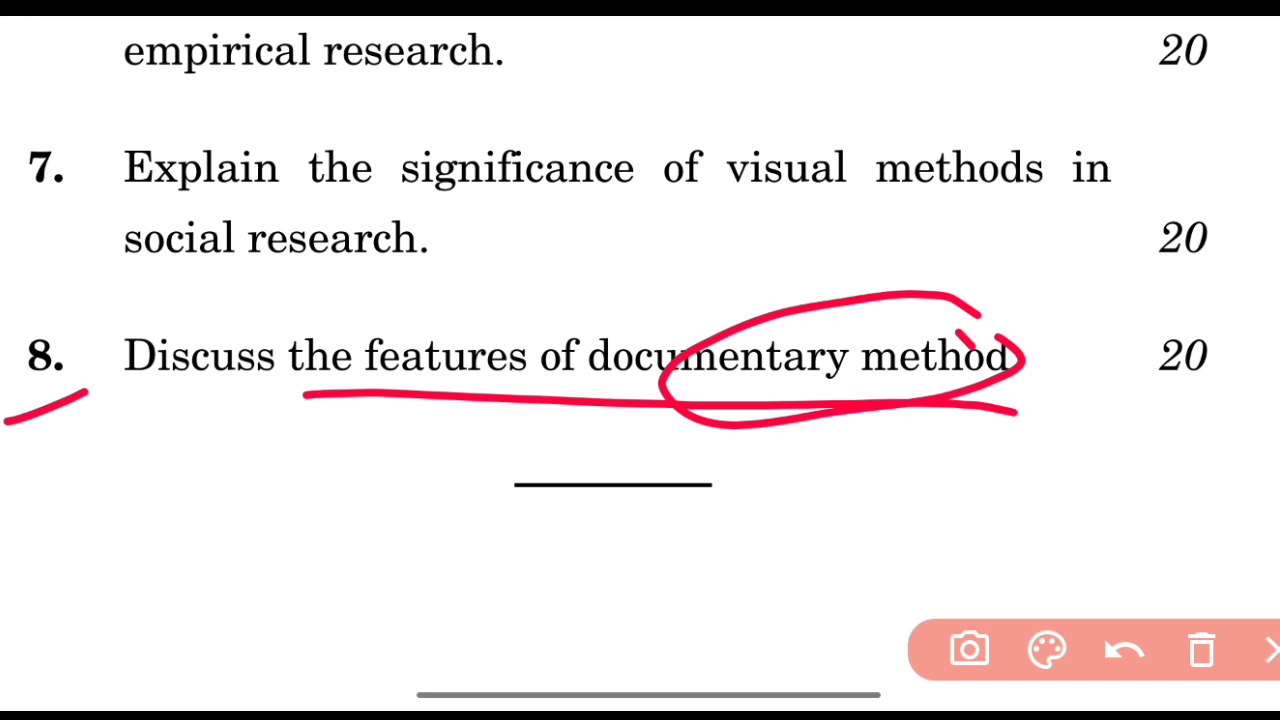 empirical research. 20
7. Explain the significance of visual methods in
social research. 20
8. Discuss the features of documentary method 20